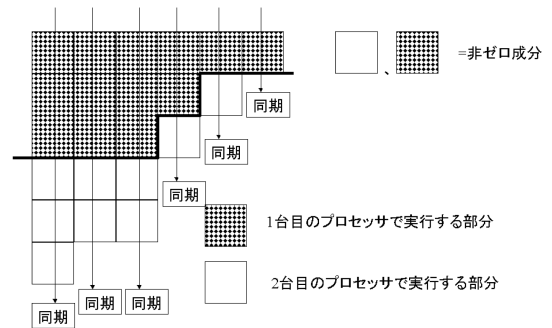 、
=非ゼロ成分
同期
同期
同期
1台目のプロセッサで実行する部分
2台目のプロセッサで実行する部分
同期
同期
同期